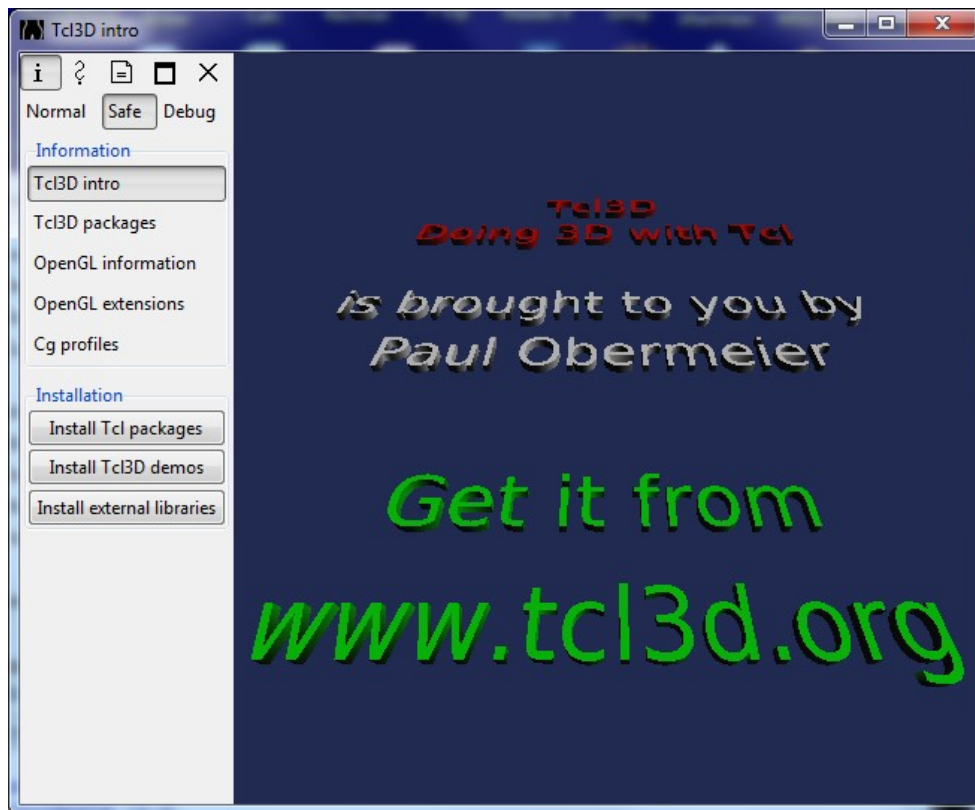 Tcl3D intro
Normal Safe Debug
Information
Tcl3D intro
Tcl3D packages
OpenGL information
OpenGL extensions
Cg profiles
Installation
Install Tcl packages
Install Tcl3D demos
Install external libraries
Tcl3D
Doing 3D with Tcl
is brought to you by
Paul Obermeier
Get it from
www.tcl3d.org